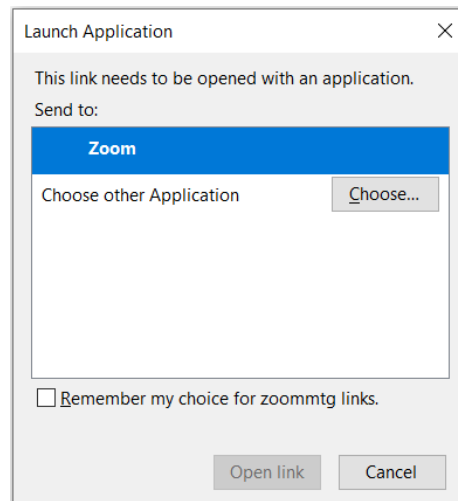 Launch Application
This link needs to be opened with an application.
Send to:
Zoom
Choose other Application
Choose...
Remember my choice for zoommtg links.
Open link
Cancel